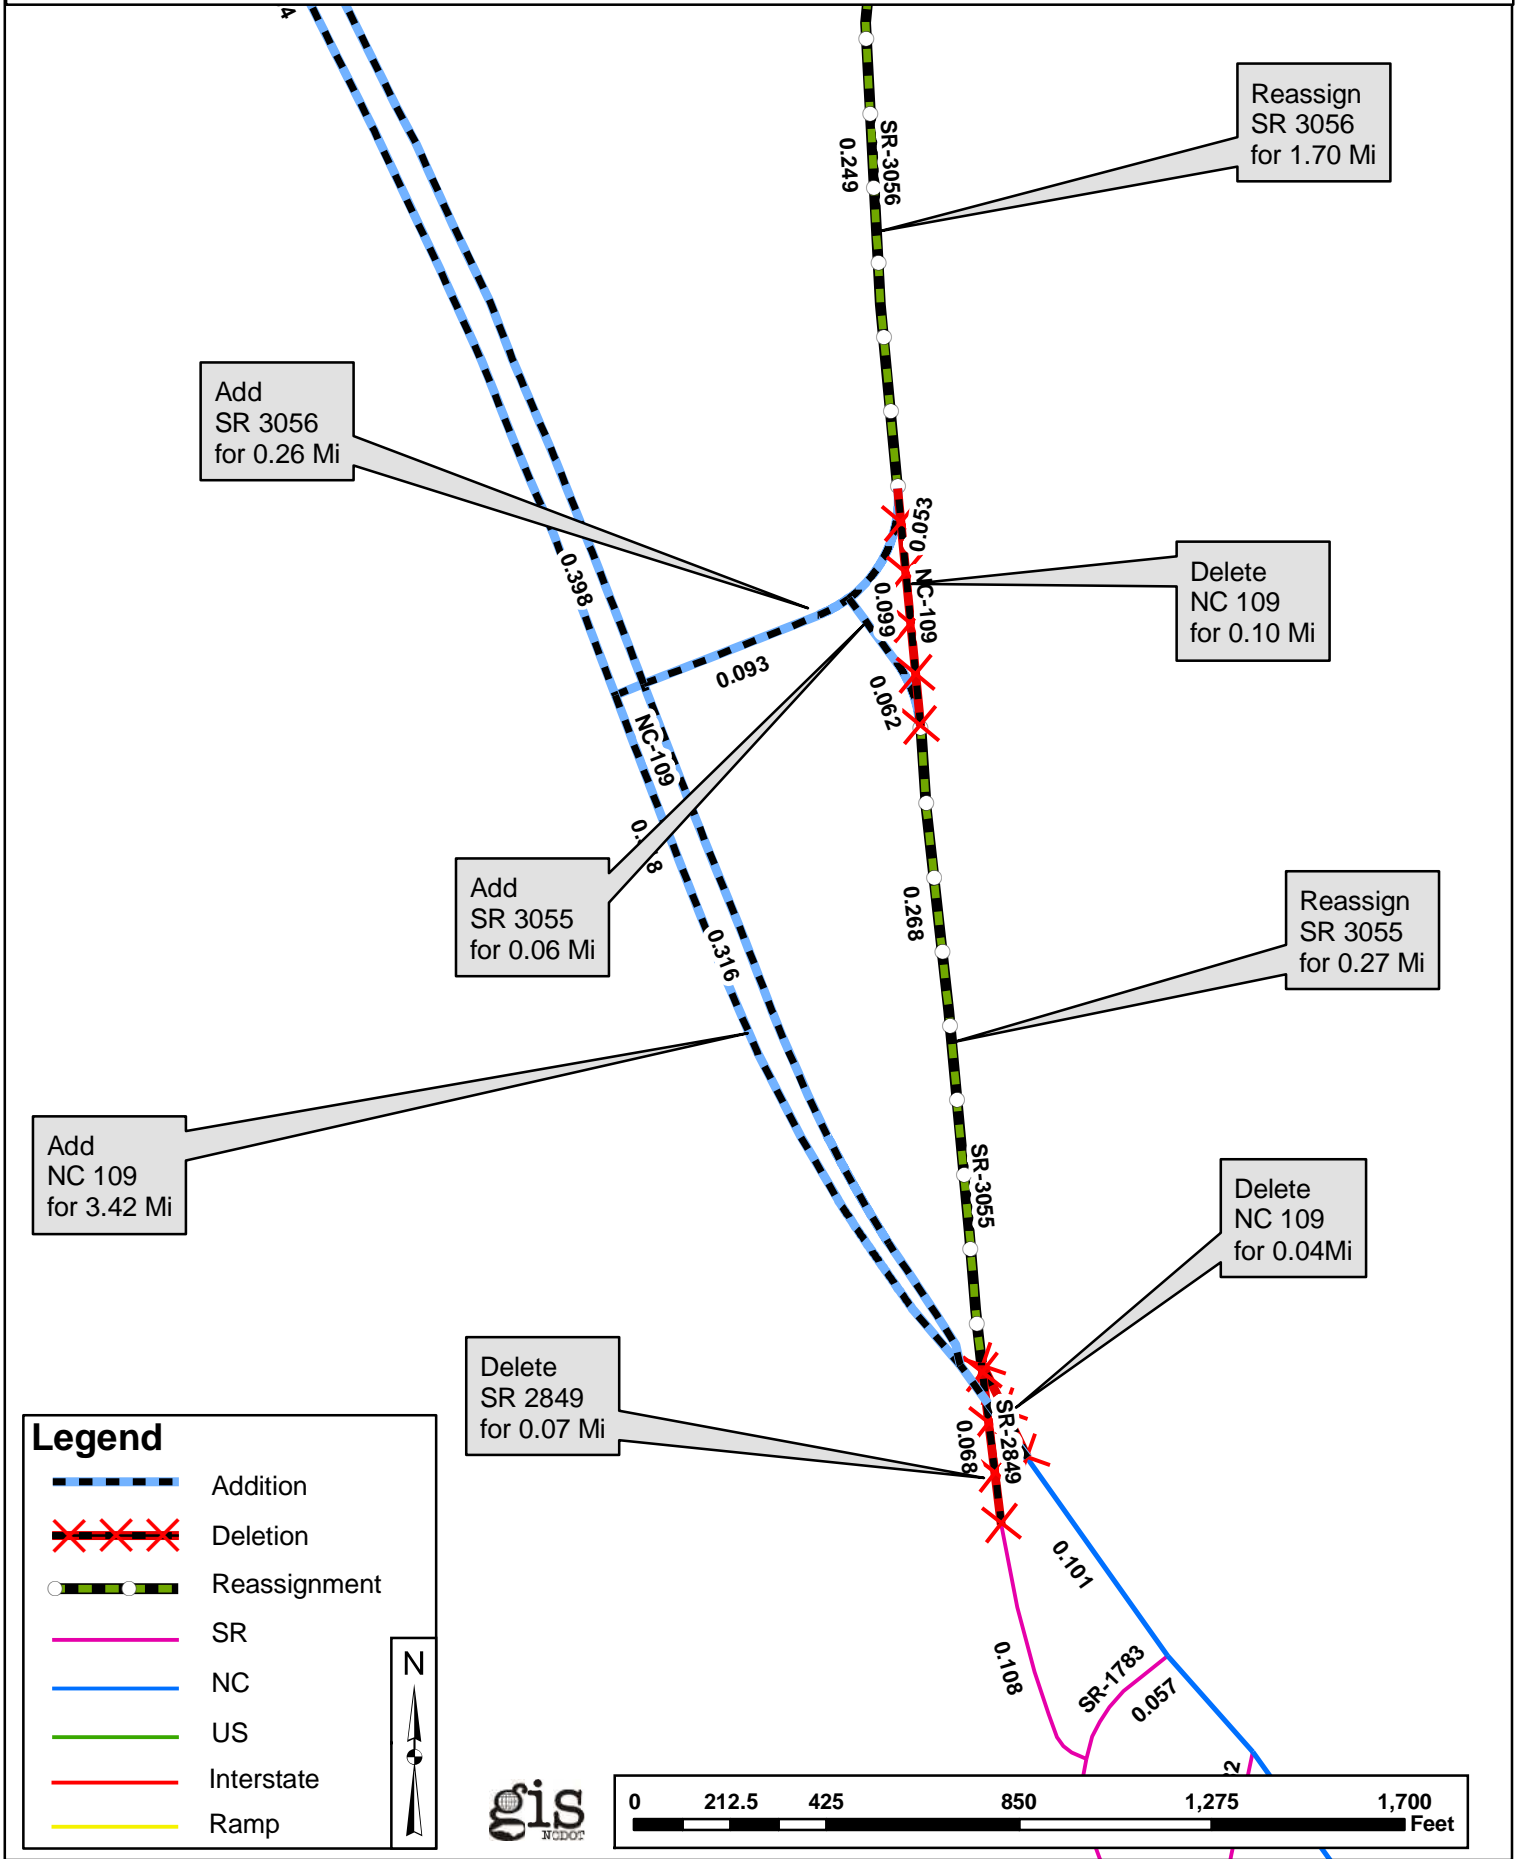 4
SR-3056
0.249
Reassign
SR 3056
for 1.70 Mi
Add
SR 3056
for 0.26 Mi
0.053
NC-109
0.099
0.398
0.093
0.062
Delete
NC 109
for 0.10 Mi
NC-109
Add
SR 3055
for 0.06 Mi
0.316
0.268
Reassign
SR 3055
for 0.27 Mi
Add
NC 109
for 3.42 Mi
SR-3055
Delete
NC 109
for 0.04Mi
Delete
SR 2849
for 0.07 Mi
SR-2849
0.068
0.101
0.108
SR-1783
0.057
Legend
Addition
Deletion
Reassignment
SR
NC
US
Interstate
Ramp
N
gis
NCDOT
0 212.5 425 850 1,275 1,700
Feet